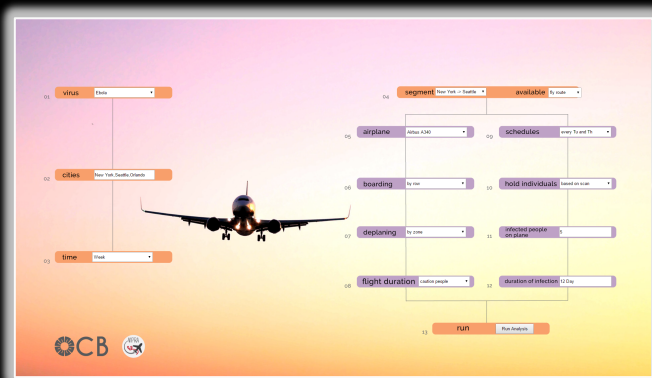 01 virus Ebola
02 cities New York,Seattle,Orlando
03 time Week
04 segment New York -> Seattle available fly route
05 airplane Airbus A340
06 boarding by row
07 deplaning by zone
08 flight duration caution people
09 schedules every Tu and Th
10 hold individuals based on scan
11 infected people
on plane 5
12 duration of infection 12 Day
13 run Run Analysis
OCB